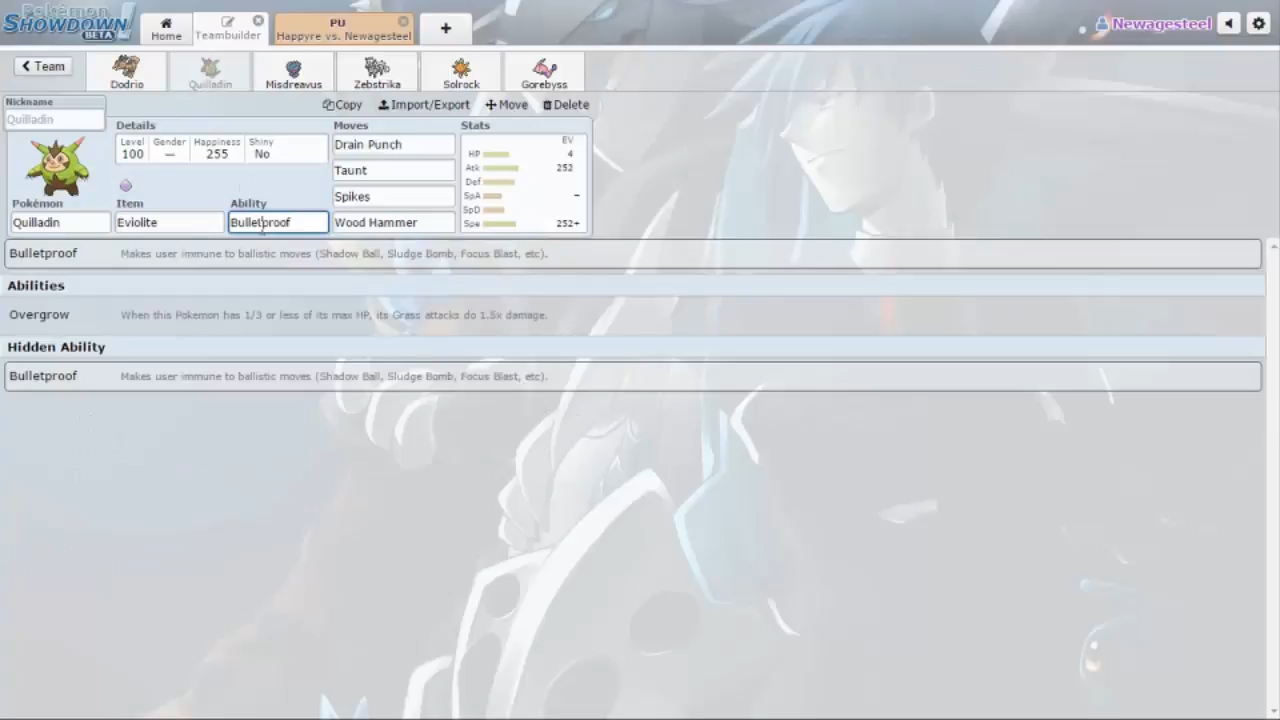 Pokémon
SHOWDOWN!
BETA
Home
Teambuilder
PU
Happyre vs. Newagesteel
+
Newagesteel
Team
Dodrio
Quilladin
Misdreavus
Zebstrika
Solrock
Gorebyss
Nickname
Quilladin
Copy
Import/Export
Move
Delete
Details
Level Gender Happiness Shiny
100 — 255 No
Pokémon
Quilladin
Item
Eviolite
Ability
Bulletproof
Moves
Drain Punch
Taunt
Spikes
Wood Hammer
Stats
EV
HP 4
Atk 252
Def
SpA −
SpD
Spe 252+
Bulletproof Makes user immune to ballistic moves (Shadow Ball, Sludge Bomb, Focus Blast, etc).
Abilities
Overgrow When this Pokemon has 1/3 or less of its max HP, its Grass attacks do 1.5x damage.
Hidden Ability
Bulletproof Makes user immune to ballistic moves (Shadow Ball, Sludge Bomb, Focus Blast, etc).